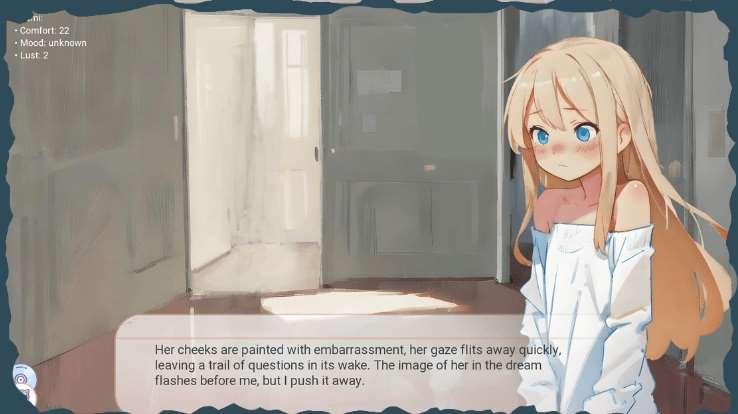 • Comfort: 22
• Mood: unknown
• Lust: 2
Her cheeks are painted with embarrassment, her gaze flits away quickly,
leaving a trail of questions in its wake. The image of her in the dream
flashes before me, but I push it away.